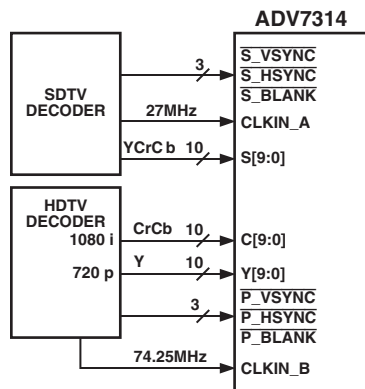 ADV7314
3
S_VSYNC
S_HSYNC
S_BLANK
SDTV
DECODER
27MHz
CLKIN_A
YCrC b
10
S[9:0]
HDTV
DECODER
1080 i
CrCb
10
C[9:0]
720 p
Y
10
Y[9:0]
3
P_VSYNC
P_HSYNC
P_BLANK
74.25MHz
CLKIN_B